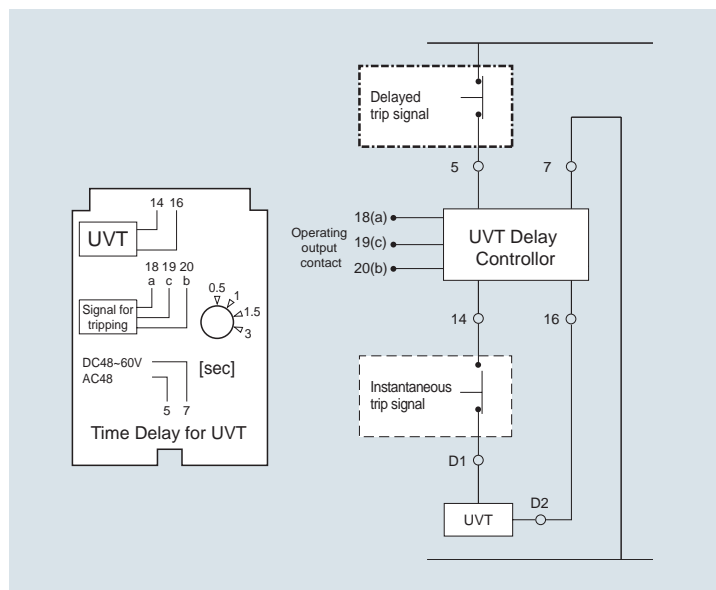 14 16
UVT
18 19 20
a c b
Signal for
tripping
0.5
1
1.5
3
DC48~60V
AC48
[sec]
5 7
Time Delay for UVT
Delayed
trip signal
5
7
18(a)
19(c)
20(b)
Operating
output
contact
UVT Delay
Controllor
14
16
Instantaneous
trip signal
D1
D2
UVT